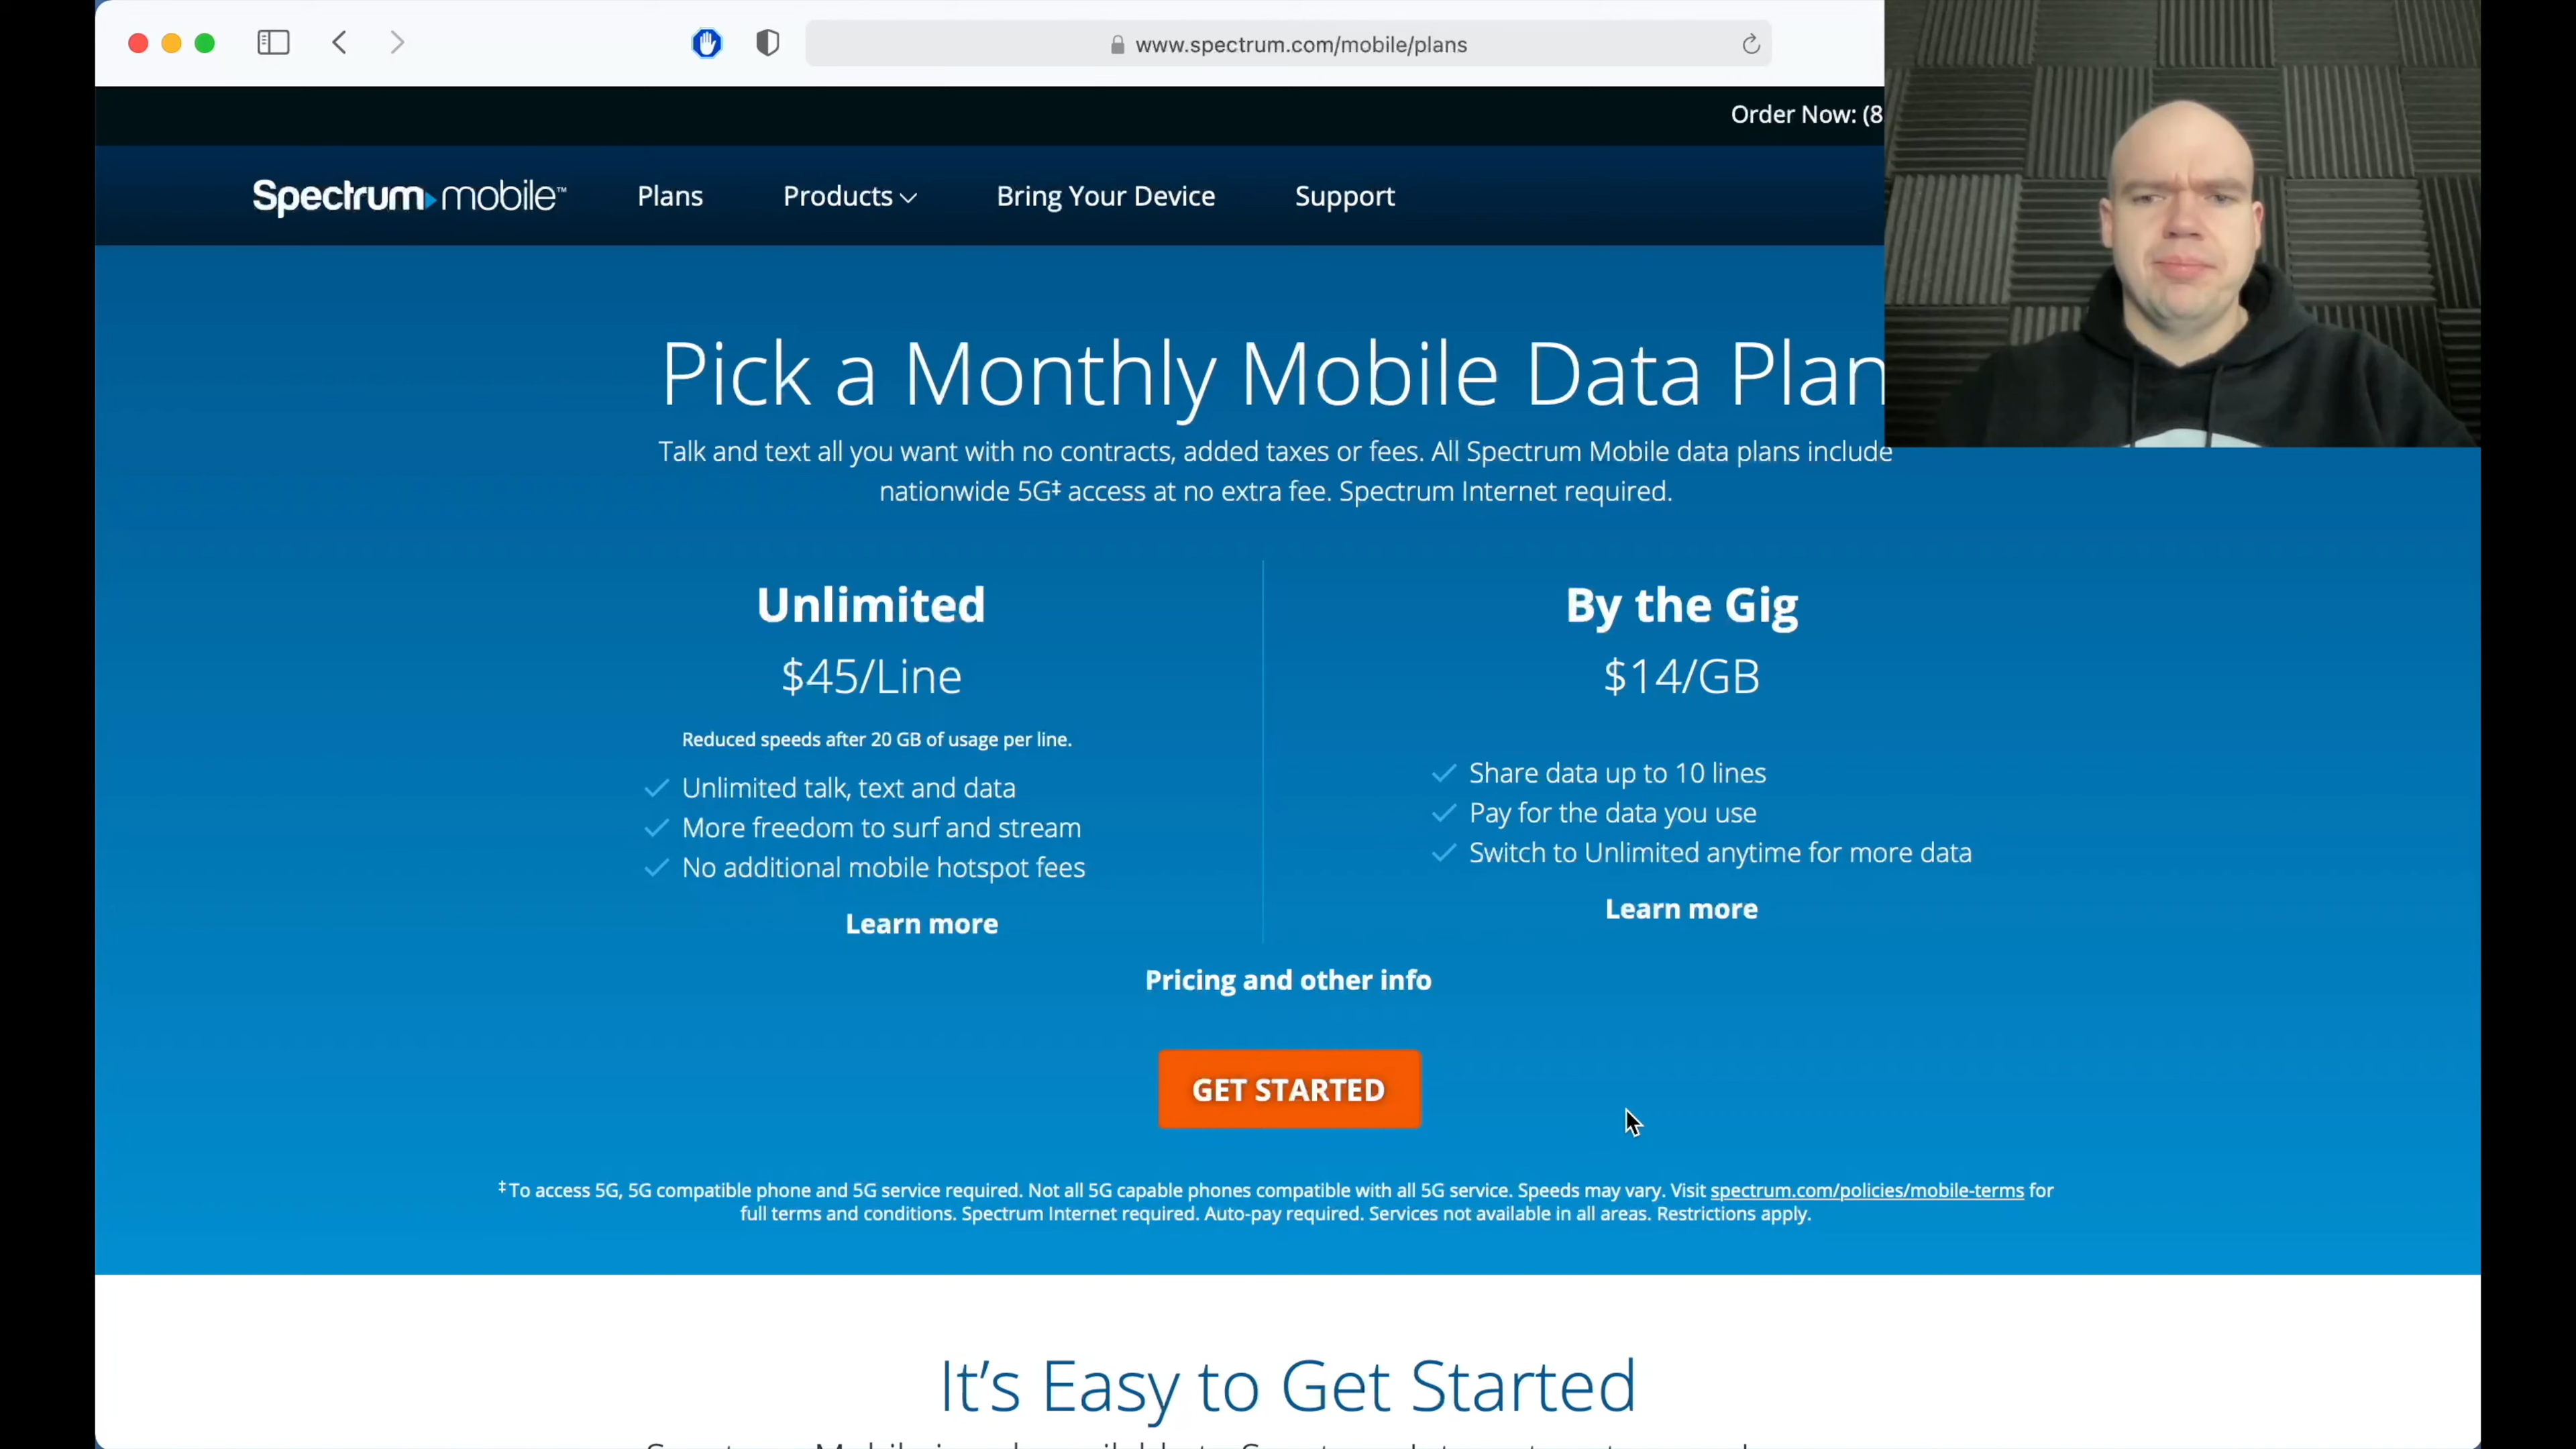 www.spectrum.com/mobile/plans
Order Now: (8
Spectrum mobile™ Plans Products Bring Your Device Support
Pick a Monthly Mobile Data Plan
Talk and text all you want with no contracts, added taxes or fees. All Spectrum Mobile data plans include
nationwide 5G‡ access at no extra fee. Spectrum Internet required.
Unlimited
$45/Line
Reduced speeds after 20 GB of usage per line.
Unlimited talk, text and data
More freedom to surf and stream
No additional mobile hotspot fees
Learn more
By the Gig
$14/GB
Share data up to 10 lines
Pay for the data you use
Switch to Unlimited anytime for more data
Learn more
Pricing and other info
GET STARTED
‡To access 5G, 5G compatible phone and 5G service required. Not all 5G capable phones compatible with all 5G service. Speeds may vary. Visit spectrum.com/policies/mobile-terms for
full terms and conditions. Spectrum Internet required. Auto-pay required. Services not available in all areas. Restrictions apply.
It's Easy to Get Started